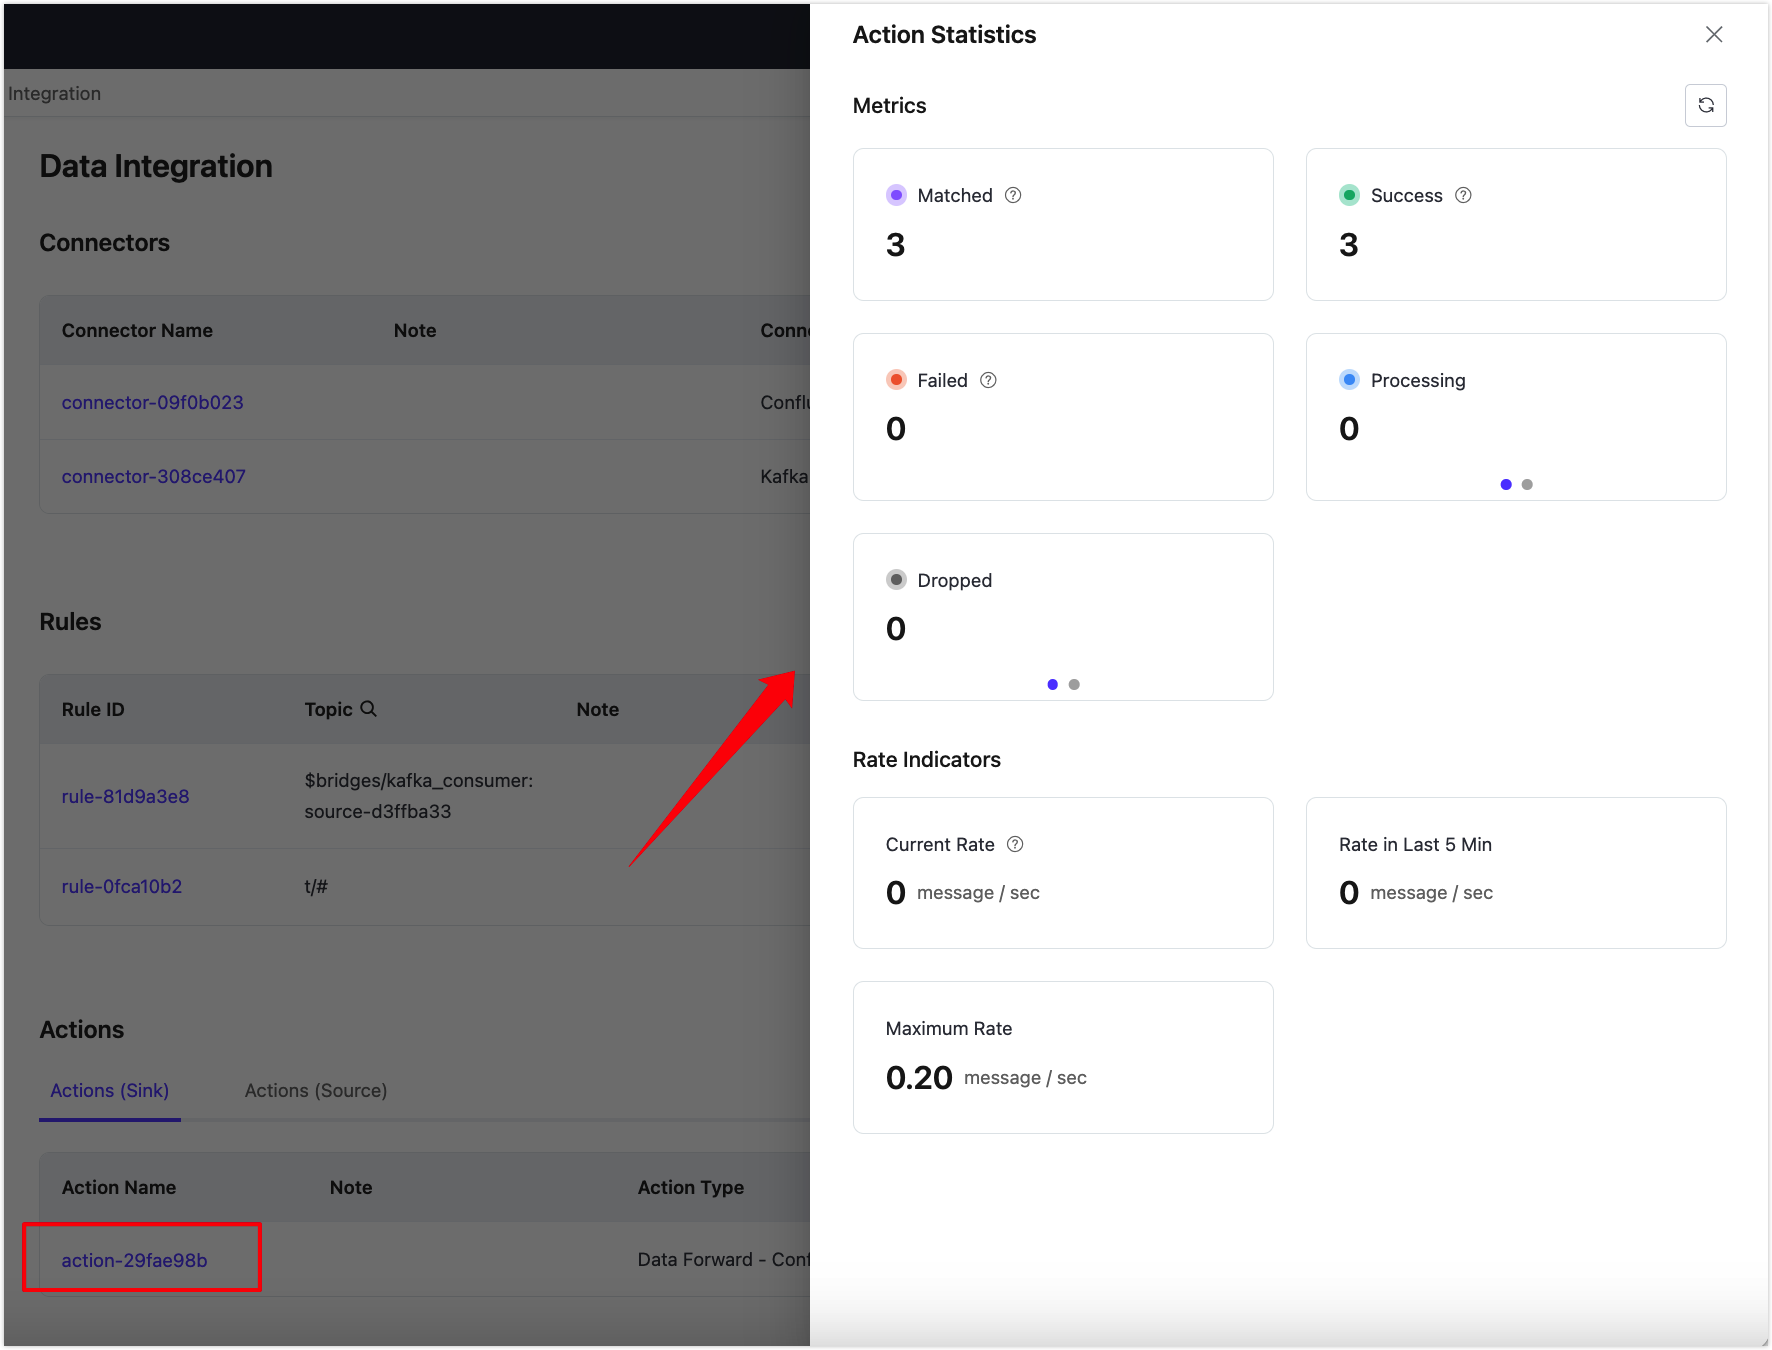 Integration
Data Integration
Connectors
Connector Name Note
connector-09f0b023
connector-308ce407 Kafka
Rules
Rule ID Topic Note
rule-81d9a3e8 $bridges/kafka_consumer:
source-d3ffba33
rule-0fca10b2 t/#
Actions
Actions (Sink) Actions (Source)
Action Name Note Action Type
action-29fae98b Data Forward - Conf
Action Statistics
Metrics
Matched ?
3
Success ?
3
Failed ?
0
Processing
0
Dropped
0
Rate Indicators
Current Rate ?
0 message / sec
Rate in Last 5 Min
0 message / sec
Maximum Rate
0.20 message / sec